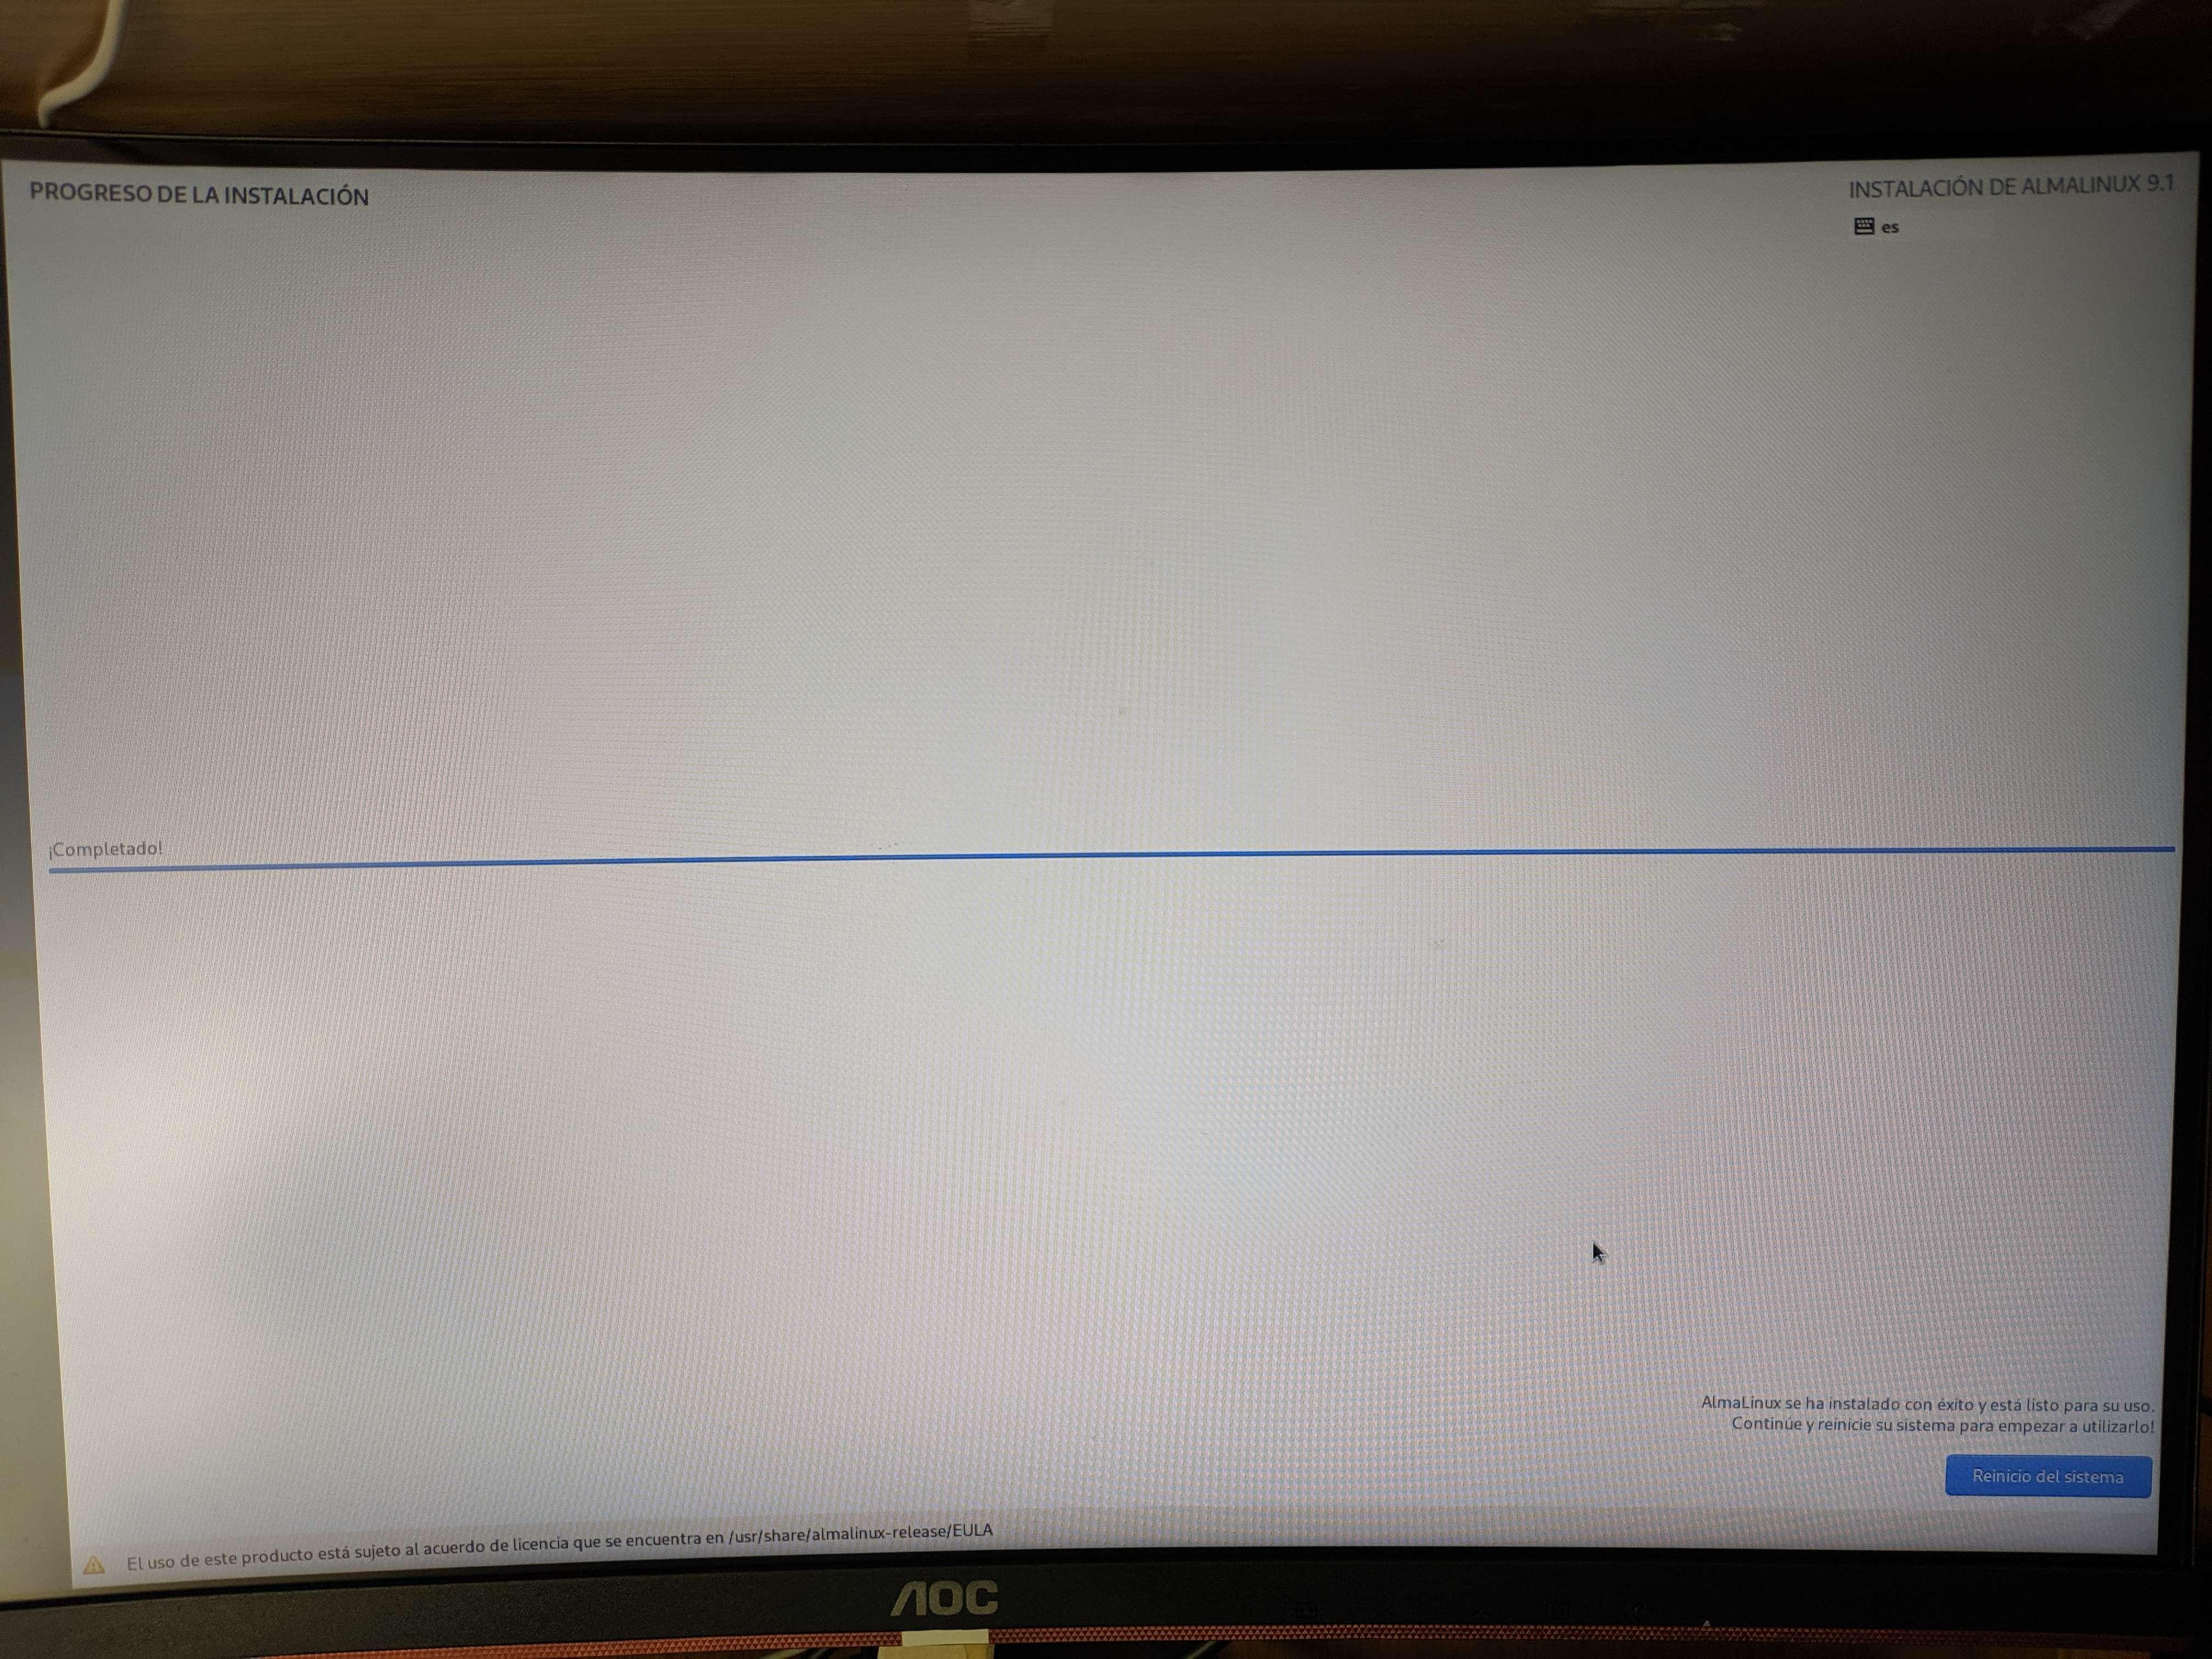 PROGRESO DE LA INSTALACIÓN
INSTALACIÓN DE ALMALINUX 9.1
es
¡Completado!
AlmaLinux se ha instalado con éxito y está listo para su uso.
Continúe y reinicie su sistema para empezar a utilizarlo!
Reinicio del sistema
El uso de este producto está sujeto al acuerdo de licencia que se encuentra en /usr/share/almalinux-release/EULA
AOC